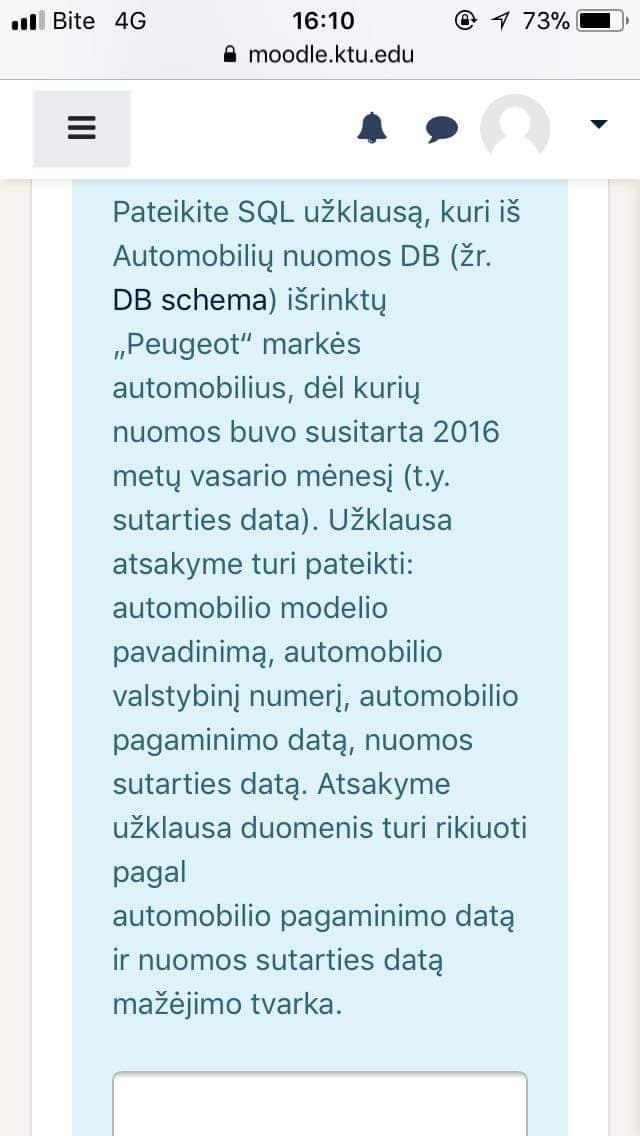 Bite 4G 16:10 73%
moodle.ktu.edu
Pateikite SQL užklausą, kuri iš
Automobilių nuomos DB (žr.
DB schema) išrinktų
„Peugeot“ markės
automobilius, dėl kurių
nuomos buvo susitarta 2016
metų vasario mėnesį (t.y.
sutarties data). Užklausa
atsakyme turi pateikti:
automobilio modelio
pavadinimą, automobilio
valstybinį numerį, automobilio
pagaminimo datą, nuomos
sutarties datą. Atsakyme
užklausa duomenis turi rikiuoti
pagal
automobilio pagaminimo datą
ir nuomos sutarties datą
mažėjimo tvarka.